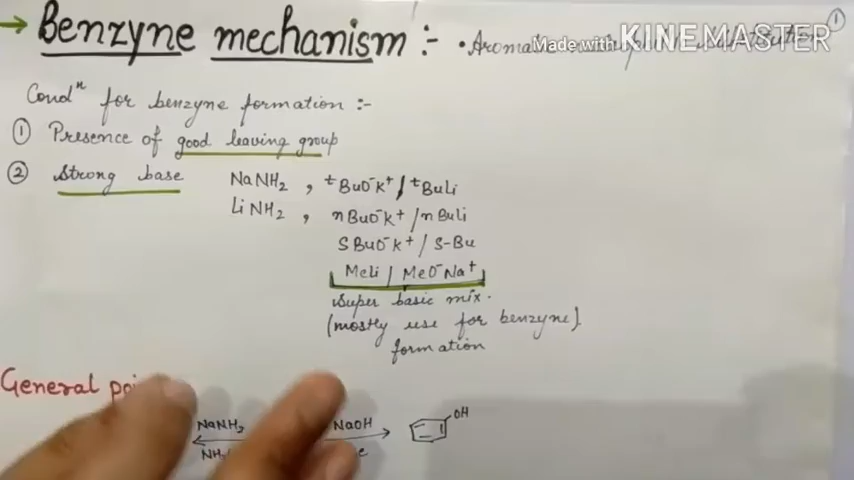 → Benzyne mechanism :- • Aromatic
Made with KINEMASTER
①
Condⁿ for benzyne formation :-
① Presence of good leaving group
② Strong base NaNH₂ , ᵗBuO⁻K⁺ / ᵗBuLi
LiNH₂ , nBuO⁻K⁺ / nBuLi
SBuO⁻K⁺ / S-Bu
MeLi / MeO⁻Na⁺
Super basic mix.
(mostly use for benzyne)
formation
General
NaNH₂ NaOH OH